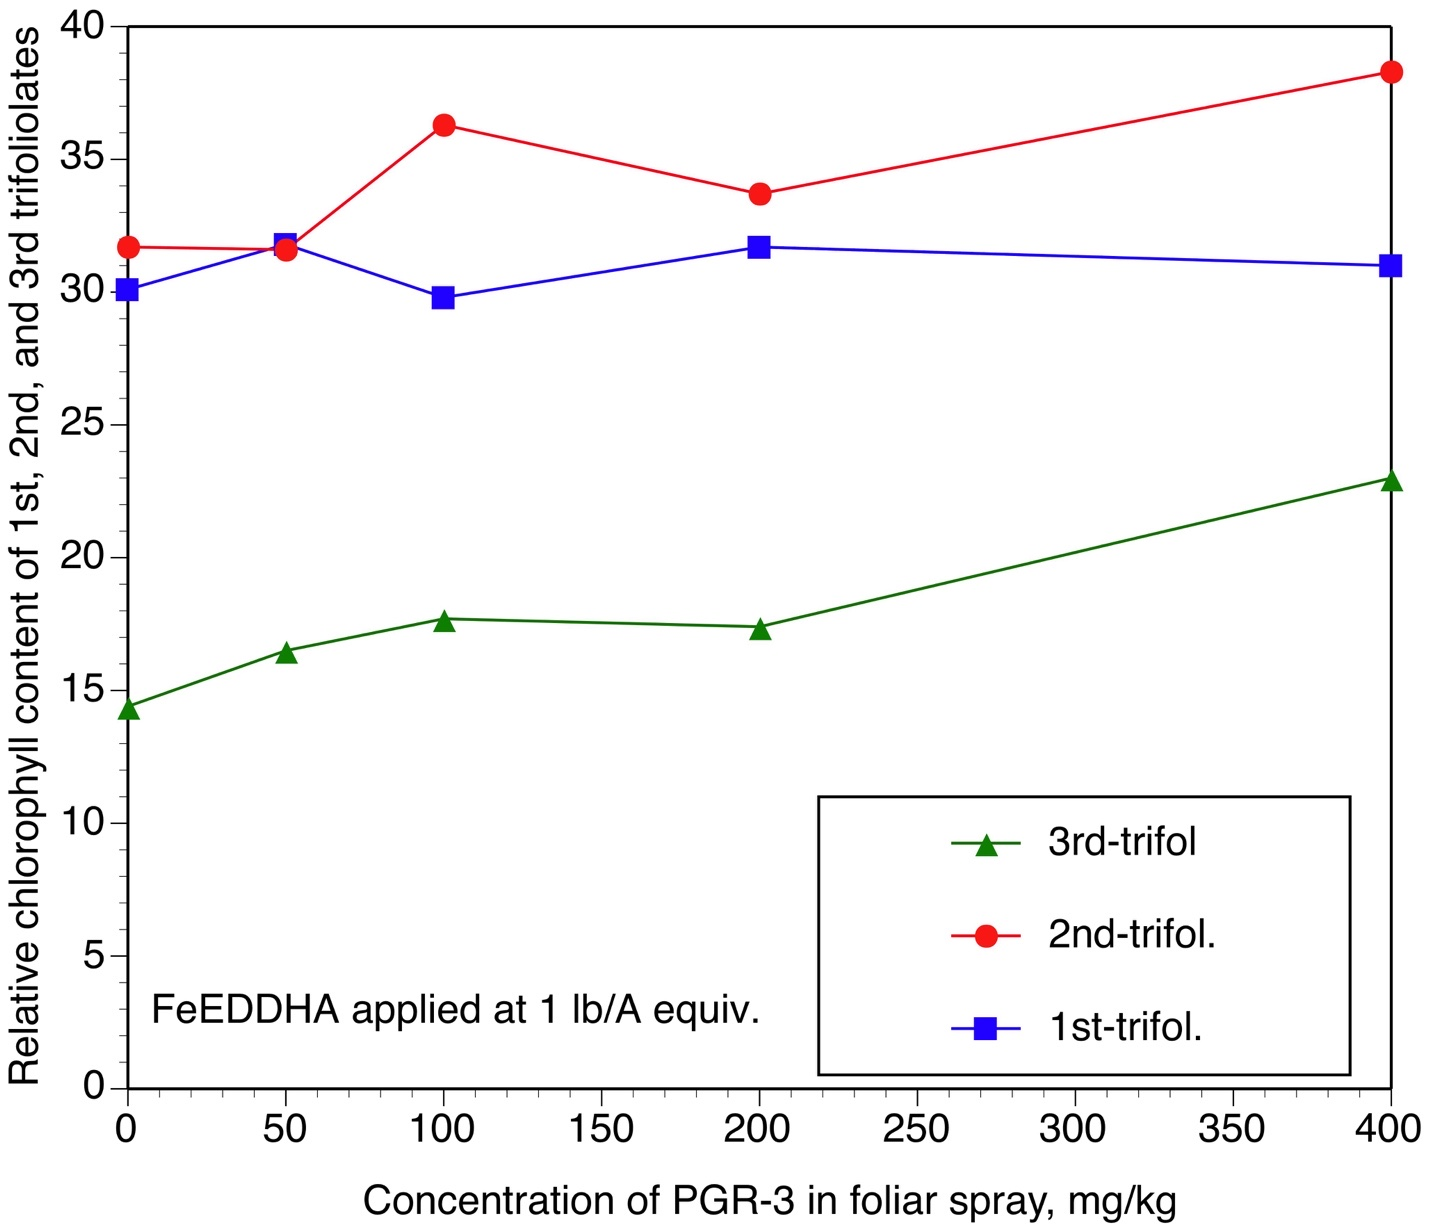 Relative chlorophyll content of 1st, 2nd, and 3rd trifoliolates
40
35
30
25
20
15
10
5
0
3rd-trifol
2nd-trifol.
1st-trifol.
FeEDDHA applied at 1 lb/A equiv.
0 50 100 150 200 250 300 350 400
Concentration of PGR-3 in foliar spray, mg/kg